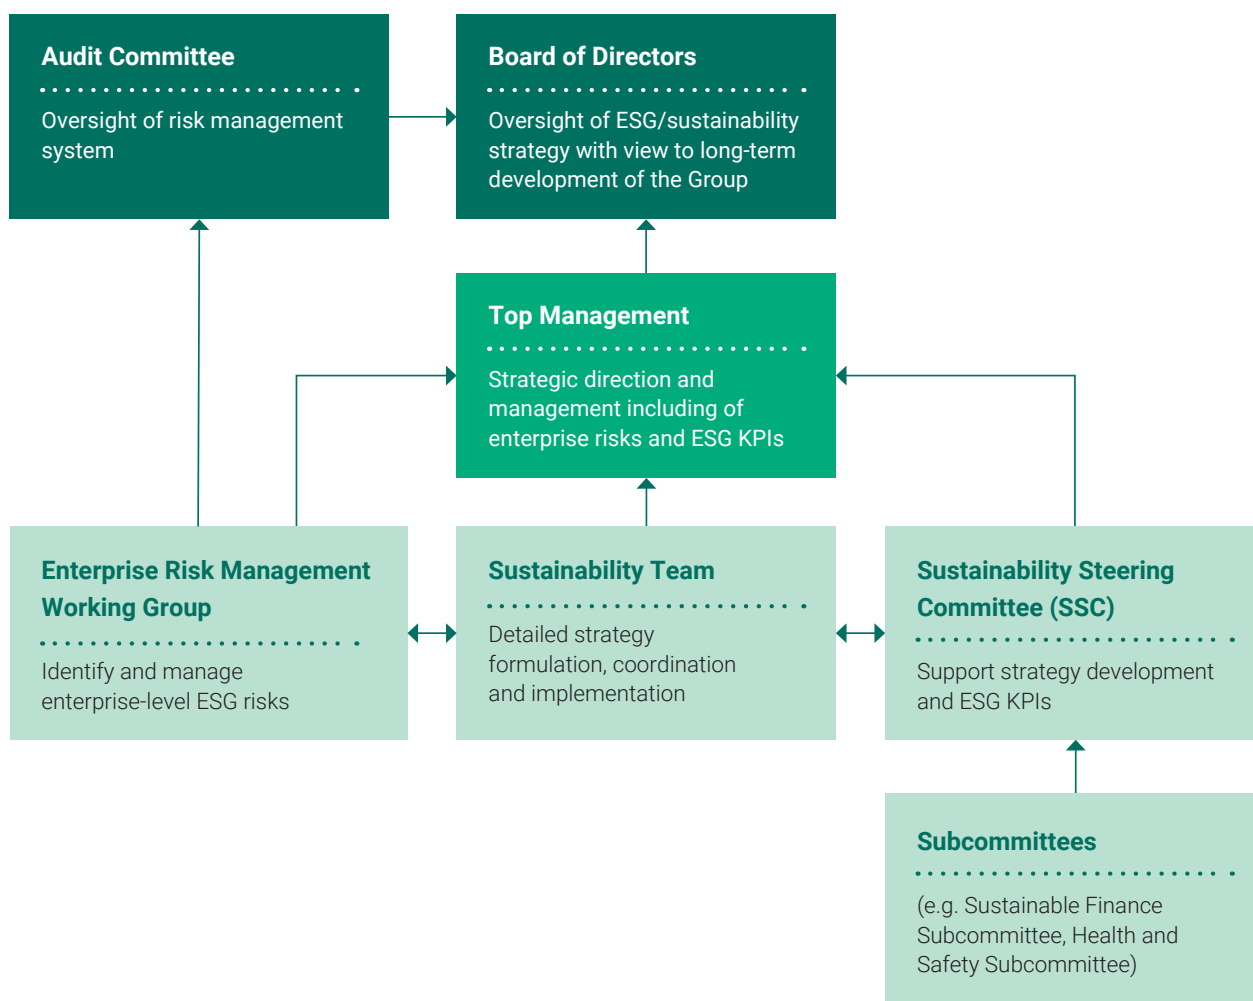 Audit Committee
Oversight of risk management
system
Board of Directors
Oversight of ESG/sustainability
strategy with view to long-term
development of the Group
Top Management
Strategic direction and
management including of
enterprise risks and ESG KPIs
Enterprise Risk Management
Working Group
Identify and manage
enterprise-level ESG risks
Sustainability Team
Detailed strategy
formulation, coordination
and implementation
Sustainability Steering
Committee (SSC)
Support strategy development
and ESG KPIs
Subcommittees
(e.g. Sustainable Finance
Subcommittee, Health and
Safety Subcommittee)